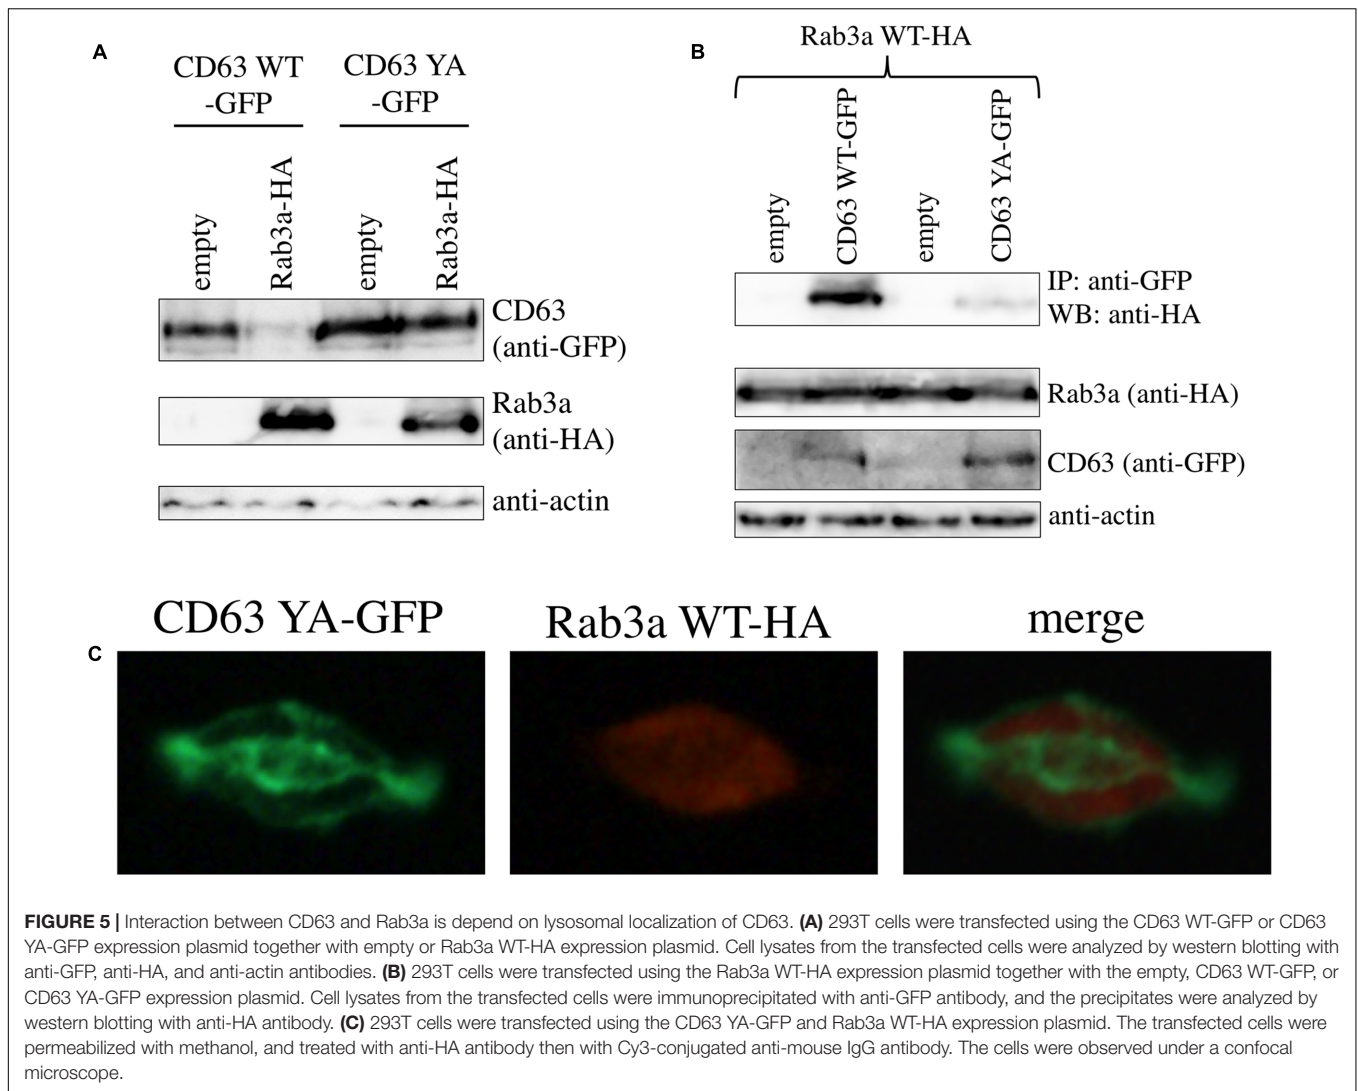 A
CD63 WT
-GFP
CD63 YA
-GFP
empty
Rab3a-HA
empty
Rab3a-HA
CD63
(anti-GFP)
Rab3a
(anti-HA)
anti-actin
B
Rab3a WT-HA
empty
CD63 WT-GFP
empty
CD63 YA-GFP
IP: anti-GFP
WB: anti-HA
Rab3a (anti-HA)
CD63 (anti-GFP)
anti-actin
C
CD63 YA-GFP
Rab3a WT-HA
merge
FIGURE 5 | Interaction between CD63 and Rab3a is depend on lysosomal localization of CD63. (A) 293T cells were transfected using the CD63 WT-GFP or CD63
YA-GFP expression plasmid together with empty or Rab3a WT-HA expression plasmid. Cell lysates from the transfected cells were analyzed by western blotting with
anti-GFP, anti-HA, and anti-actin antibodies. (B) 293T cells were transfected using the Rab3a WT-HA expression plasmid together with the empty, CD63 WT-GFP, or
CD63 YA-GFP expression plasmid. Cell lysates from the transfected cells were immunoprecipitated with anti-GFP antibody, and the precipitates were analyzed by
western blotting with anti-HA antibody. (C) 293T cells were transfected using the CD63 YA-GFP and Rab3a WT-HA expression plasmid. The transfected cells were
permeabilized with methanol, and treated with anti-HA antibody then with Cy3-conjugated anti-mouse IgG antibody. The cells were observed under a confocal
microscope.